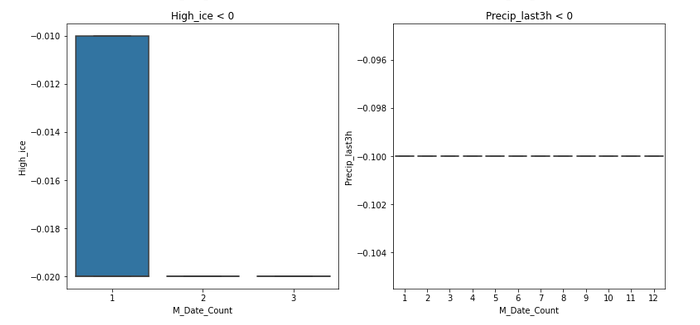 High_ice < 0
−0.010
−0.012
−0.014
−0.016
−0.018
−0.020
High_ice
1 2 3
M_Date_Count
Precip_last3h < 0
−0.096
−0.098
−0.100
−0.102
−0.104
Precip_last3h
1 2 3 4 5 6 7 8 9 10 11 12
M_Date_Count